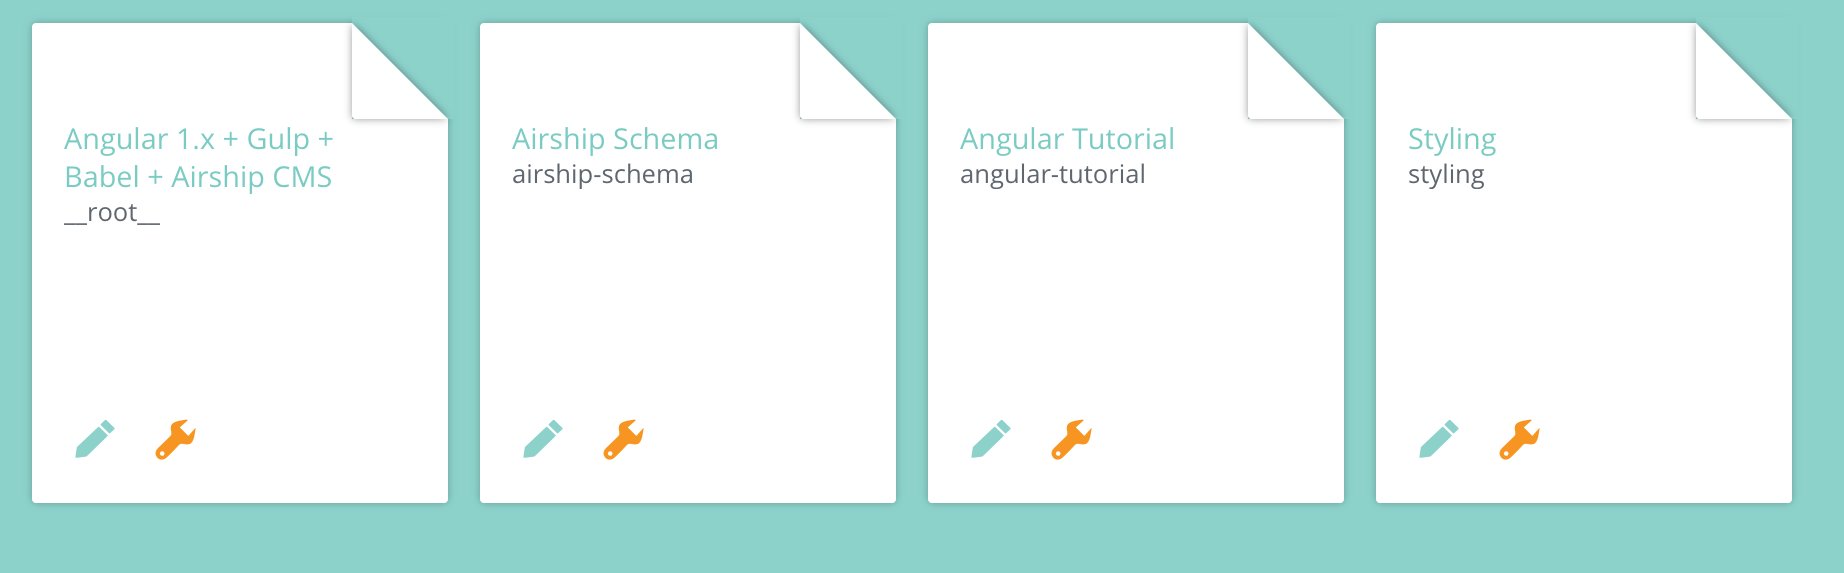 Angular 1.x + Gulp +
Babel + Airship CMS
__root__
Airship Schema
airship-schema
Angular Tutorial
angular-tutorial
Styling
styling